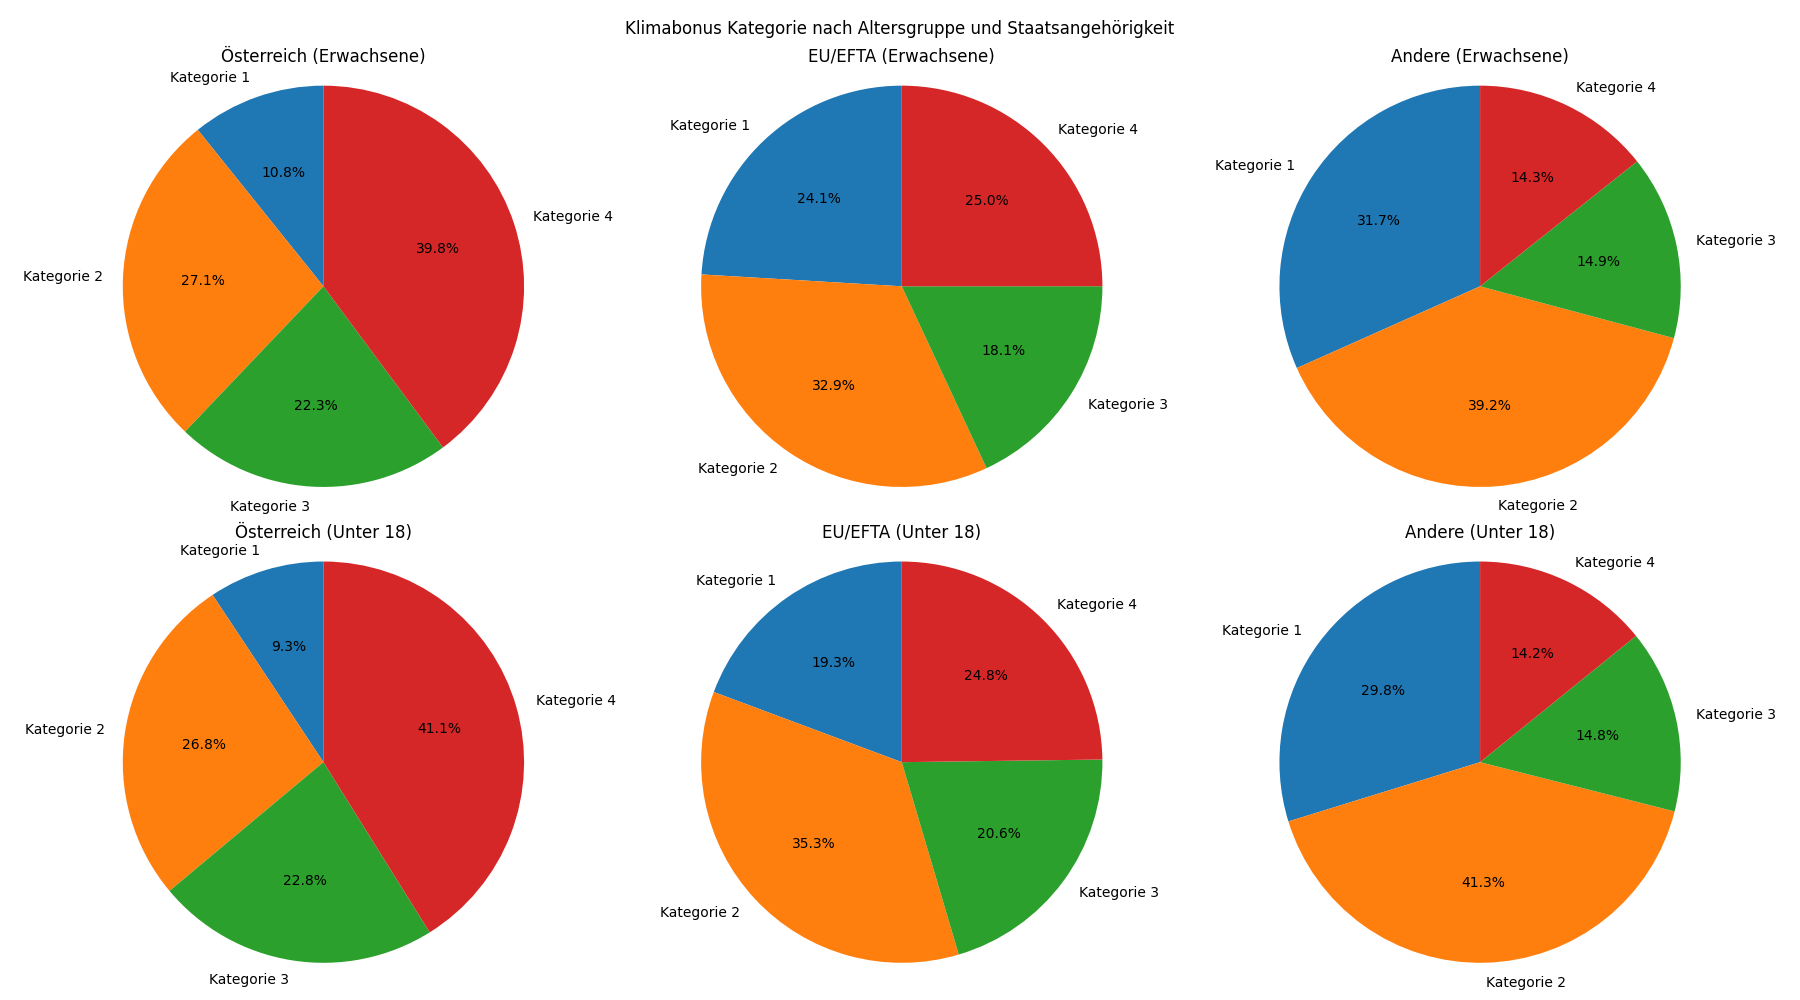 Klimabonus Kategorie nach Altersgruppe und Staatsangehörigkeit
Österreich (Erwachsene)
Kategorie 1
10.8%
Kategorie 4
39.8%
Kategorie 2
27.1%
22.3%
Kategorie 3
EU/EFTA (Erwachsene)
Kategorie 1
Kategorie 4
24.1%
25.0%
18.1%
32.9%
Kategorie 3
Kategorie 2
Andere (Erwachsene)
Kategorie 4
Kategorie 1
14.3%
31.7%
Kategorie 3
14.9%
39.2%
Kategorie 2
Österreich (Unter 18)
Kategorie 1
9.3%
Kategorie 4
41.1%
Kategorie 2
26.8%
22.8%
Kategorie 3
EU/EFTA (Unter 18)
Kategorie 1
Kategorie 4
19.3%
24.8%
20.6%
35.3%
Kategorie 3
Kategorie 2
Andere (Unter 18)
Kategorie 4
Kategorie 1
14.2%
29.8%
Kategorie 3
14.8%
41.3%
Kategorie 2